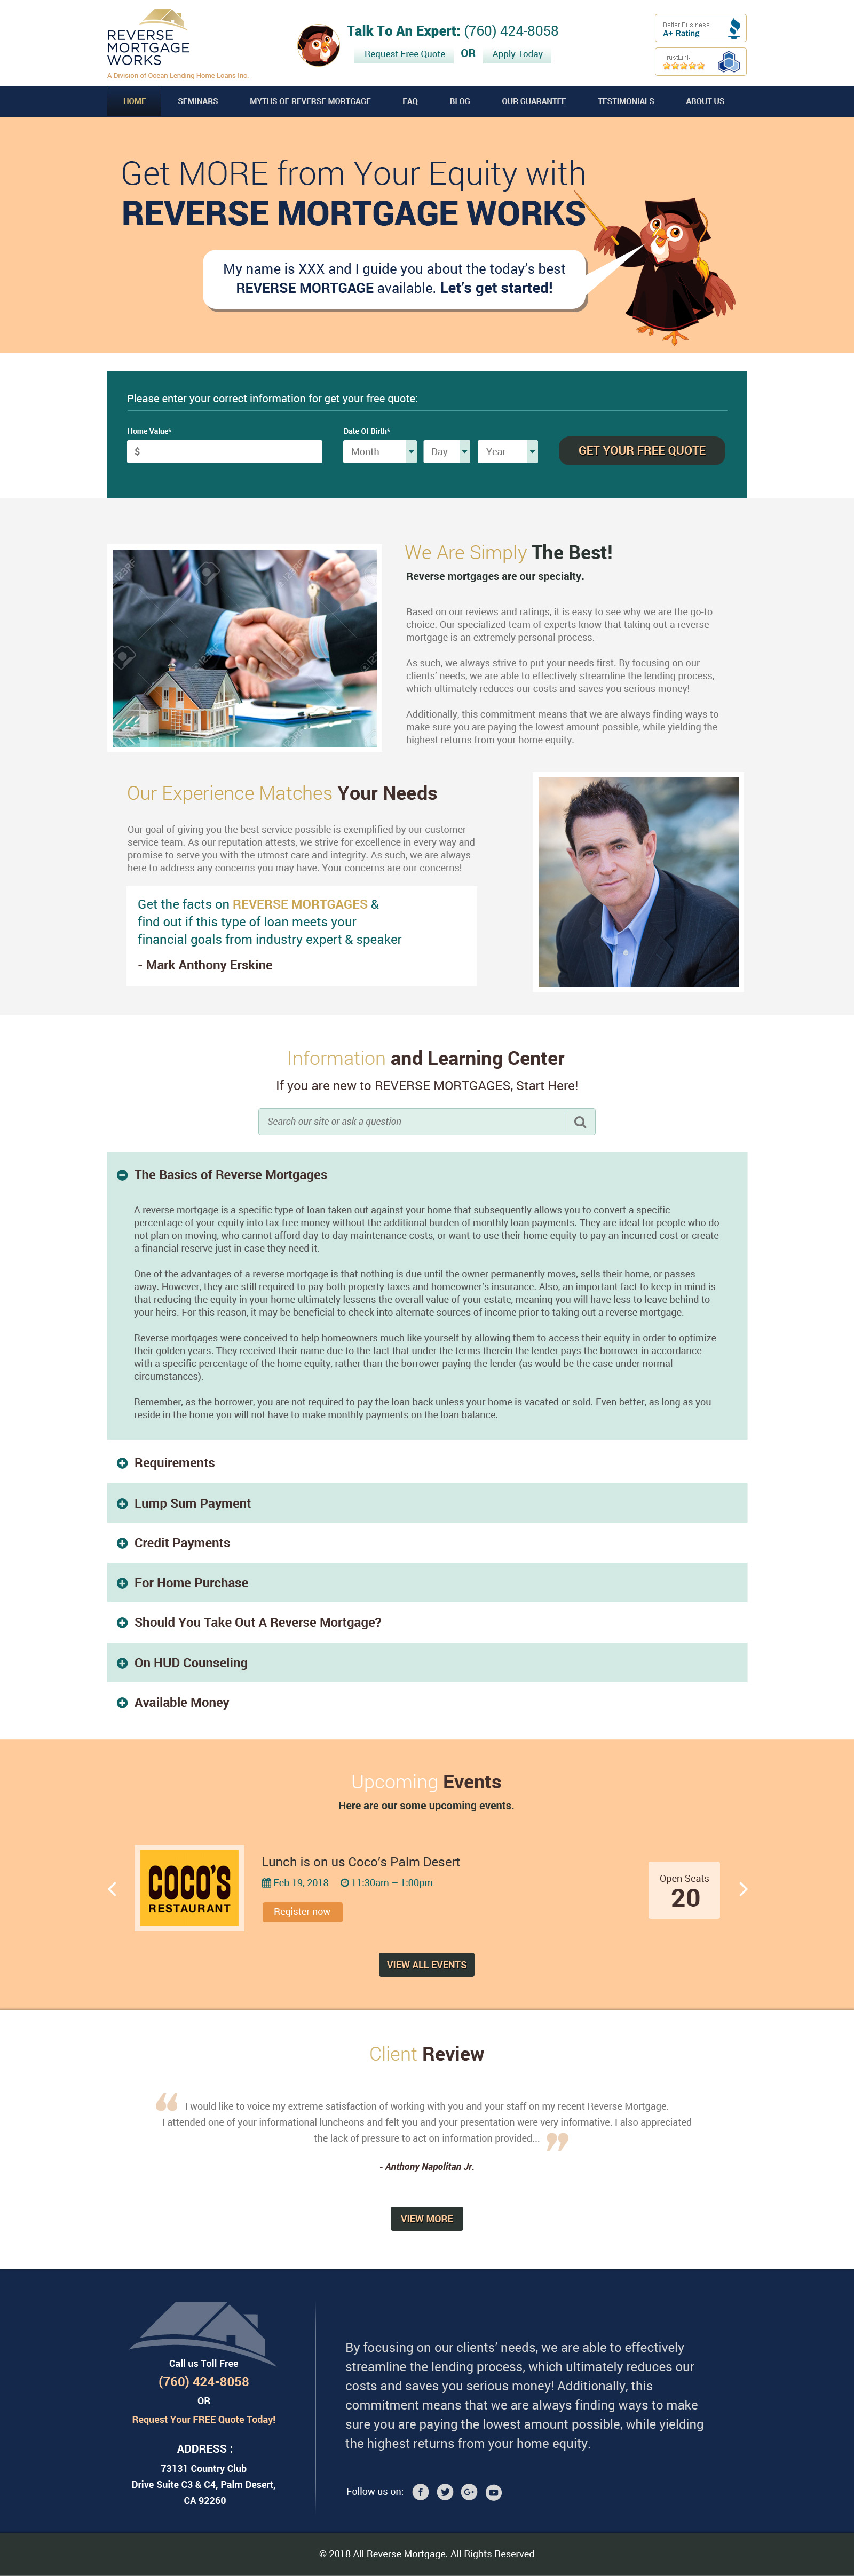 REVERSE
MORTGAGE
WORKS
A Division of Ocean Lending Home Loans Inc.
Talk To An Expert: (760) 424-8058
Request Free Quote OR Apply Today
Better Business
A+ Rating
TrustLink
HOME SEMINARS MYTHS OF REVERSE MORTGAGE FAQ BLOG OUR GUARANTEE TESTIMONIALS ABOUT US
Get MORE from Your Equity with
REVERSE MORTGAGE WORKS
My name is XXX and I guide you about the today's best
REVERSE MORTGAGE available. Let's get started!
Please enter your correct information for get your free quote:
Home Value* Date Of Birth*
$ Month Day Year GET YOUR FREE QUOTE
We Are Simply The Best!
Reverse mortgages are our specialty.
Based on our reviews and ratings, it is easy to see why we are the go-to
choice. Our specialized team of experts know that taking out a reverse
mortgage is an extremely personal process.
As such, we always strive to put your needs first. By focusing on our
clients' needs, we are able to effectively streamline the lending process,
which ultimately reduces our costs and saves you serious money!
Additionally, this commitment means that we are always finding ways to
make sure you are paying the lowest amount possible, while yielding the
highest returns from your home equity.
Our Experience Matches Your Needs
Our goal of giving you the best service possible is exemplified by our customer
service team. As our reputation attests, we strive for excellence in every way and
promise to serve you with the utmost care and integrity. As such, we are always
here to address any concerns you may have. Your concerns are our concerns!
Get the facts on REVERSE MORTGAGES &
find out if this type of loan meets your
financial goals from industry expert & speaker
- Mark Anthony Erskine
Information and Learning Center
If you are new to REVERSE MORTGAGES, Start Here!
Search our site or ask a question
The Basics of Reverse Mortgages
A reverse mortgage is a specific type of loan taken out against your home that subsequently allows you to convert a specific
percentage of your equity into tax-free money without the additional burden of monthly loan payments. They are ideal for people who do
not plan on moving, who cannot afford day-to-day maintenance costs, or want to use their home equity to pay an incurred cost or create
a financial reserve just in case they need it.
One of the advantages of a reverse mortgage is that nothing is due until the owner permanently moves, sells their home, or passes
away. However, they are still required to pay both property taxes and homeowner's insurance. Also, an important fact to keep in mind is
that reducing the equity in your home ultimately lessens the overall value of your estate, meaning you will have less to leave behind to
your heirs. For this reason, it may be beneficial to check into alternate sources of income prior to taking out a reverse mortgage.
Reverse mortgages were conceived to help homeowners much like yourself by allowing them to access their equity in order to optimize
their golden years. They received their name due to the fact that under the terms therein the lender pays the borrower in accordance
with a specific percentage of the home equity, rather than the borrower paying the lender (as would be the case under normal
circumstances).
Remember, as the borrower, you are not required to pay the loan back unless your home is vacated or sold. Even better, as long as you
reside in the home you will not have to make monthly payments on the loan balance.
Requirements
Lump Sum Payment
Credit Payments
For Home Purchase
Should You Take Out A Reverse Mortgage?
On HUD Counseling
Available Money
Upcoming Events
Here are our some upcoming events.
COCO'S
RESTAURANT
Lunch is on us Coco's Palm Desert
Feb 19, 2018 11:30am – 1:00pm
Register now
Open Seats
20
VIEW ALL EVENTS
Client Review
“ I would like to voice my extreme satisfaction of working with you and your staff on my recent Reverse Mortgage.
I attended one of your informational luncheons and felt you and your presentation were very informative. I also appreciated
the lack of pressure to act on information provided... ”
- Anthony Napolitan Jr.
VIEW MORE
Call us Toll Free
(760) 424-8058
OR
Request Your FREE Quote Today!
ADDRESS :
73131 Country Club
Drive Suite C3 & C4, Palm Desert,
CA 92260
By focusing on our clients' needs, we are able to effectively
streamline the lending process, which ultimately reduces our
costs and saves you serious money! Additionally, this
commitment means that we are always finding ways to make
sure you are paying the lowest amount possible, while yielding
the highest returns from your home equity.
Follow us on:
© 2018 All Reverse Mortgage. All Rights Reserved